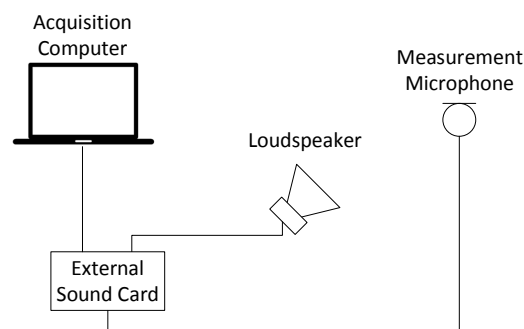 Acquisition
Computer
Measurement
Microphone
Loudspeaker
External
Sound Card